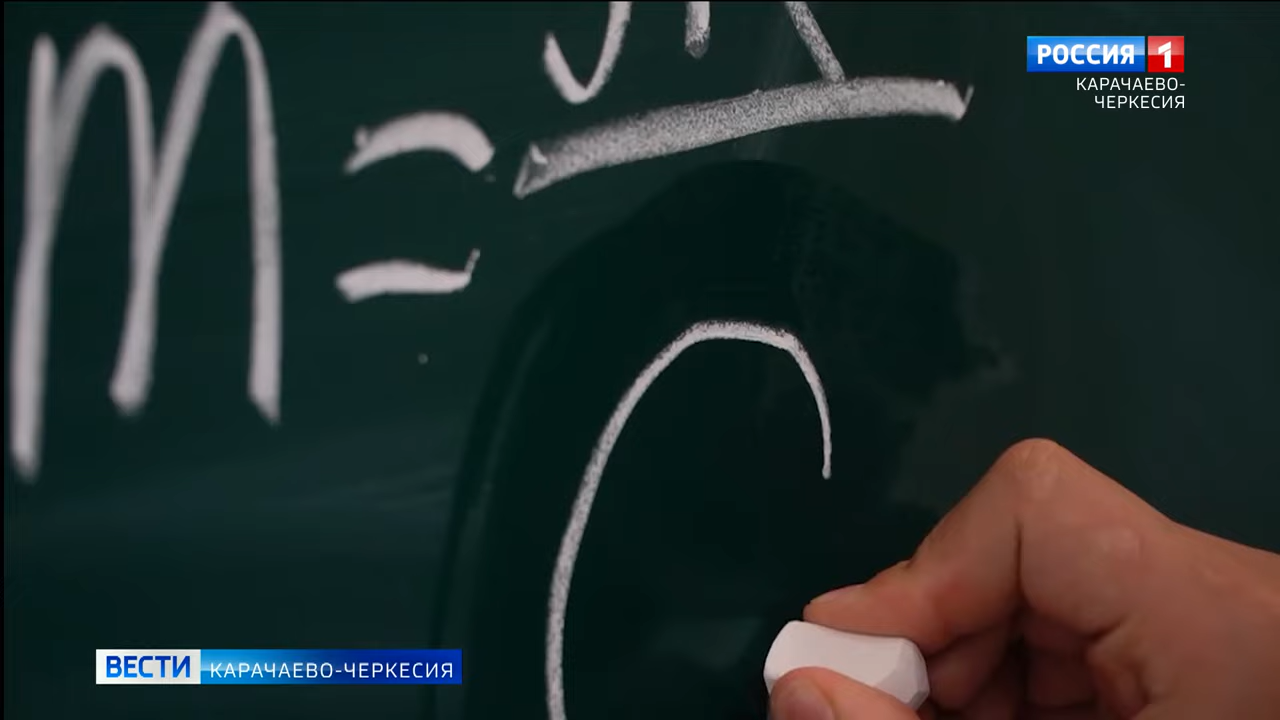 РОССИЯ 1
КАРАЧАЕВО-
ЧЕРКЕСИЯ
m =
C
ВЕСТИ КАРАЧАЕВО-ЧЕРКЕСИЯ